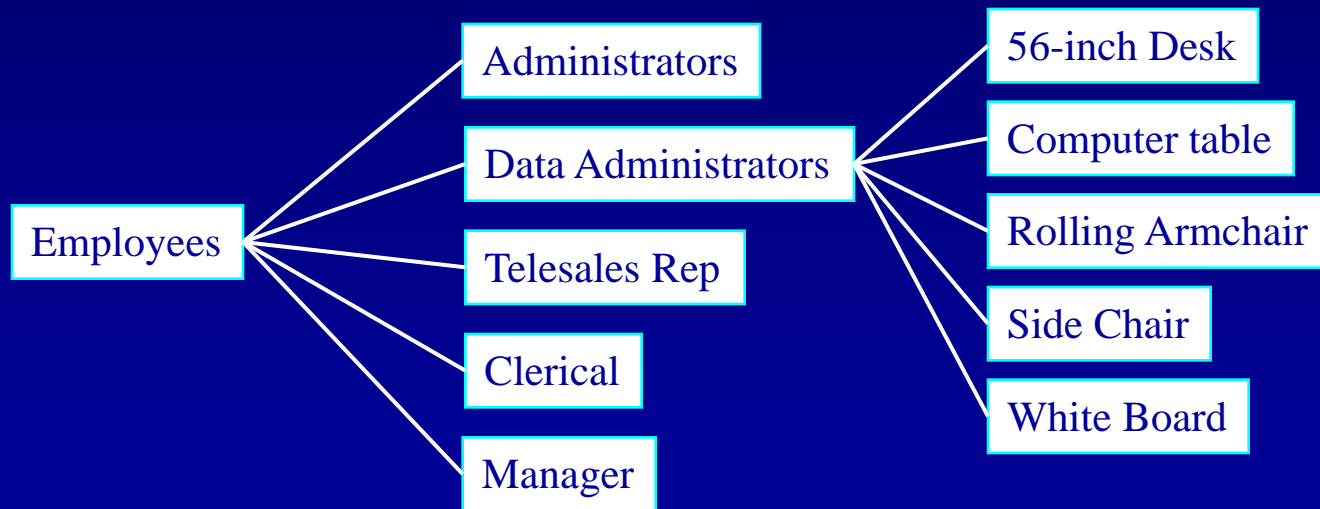 Employees
Administrators
Data Administrators
Telesales Rep
Clerical
Manager
56-inch Desk
Computer table
Rolling Armchair
Side Chair
White Board